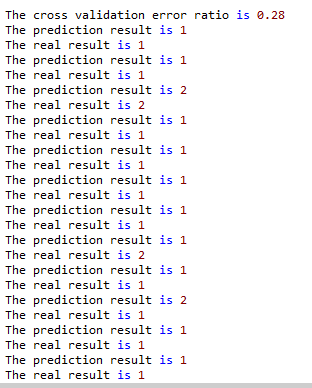 The cross validation error ratio is 0.28
The prediction result is 1
The real result is 1
The prediction result is 1
The real result is 1
The prediction result is 2
The real result is 2
The prediction result is 1
The real result is 1
The prediction result is 1
The real result is 1
The prediction result is 1
The real result is 1
The prediction result is 1
The real result is 1
The prediction result is 1
The real result is 2
The prediction result is 1
The real result is 1
The prediction result is 2
The real result is 1
The prediction result is 1
The real result is 1
The prediction result is 1
The real result is 1